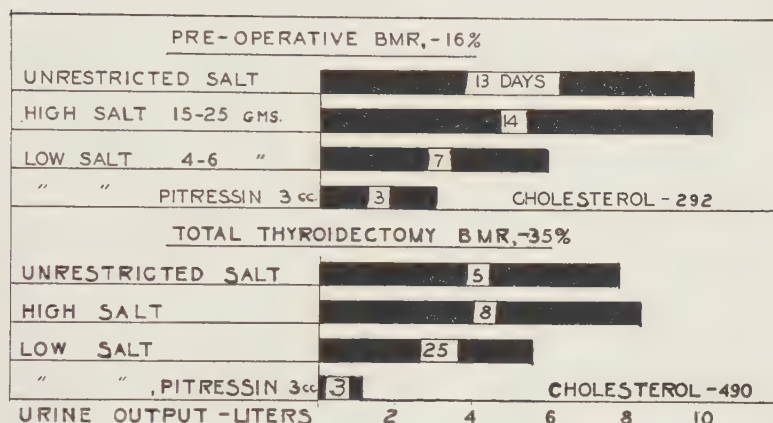 PRE-OPERATIVE BMR,-16%
UNRESTRICTED SALT 13 DAYS
HIGH SALT 15-25 GMS. 14
LOW SALT 4-6 " 7
" " PITRESSIN 3 cc. 3 CHOLESTEROL - 292
TOTAL THYROIDECTOMY BMR,-35%
UNRESTRICTED SALT 5
HIGH SALT 8
LOW SALT 25
" " , PITRESSIN 3 cc. 3 CHOLESTEROL - 490
URINE OUTPUT -LITERS 2 4 6 8 10